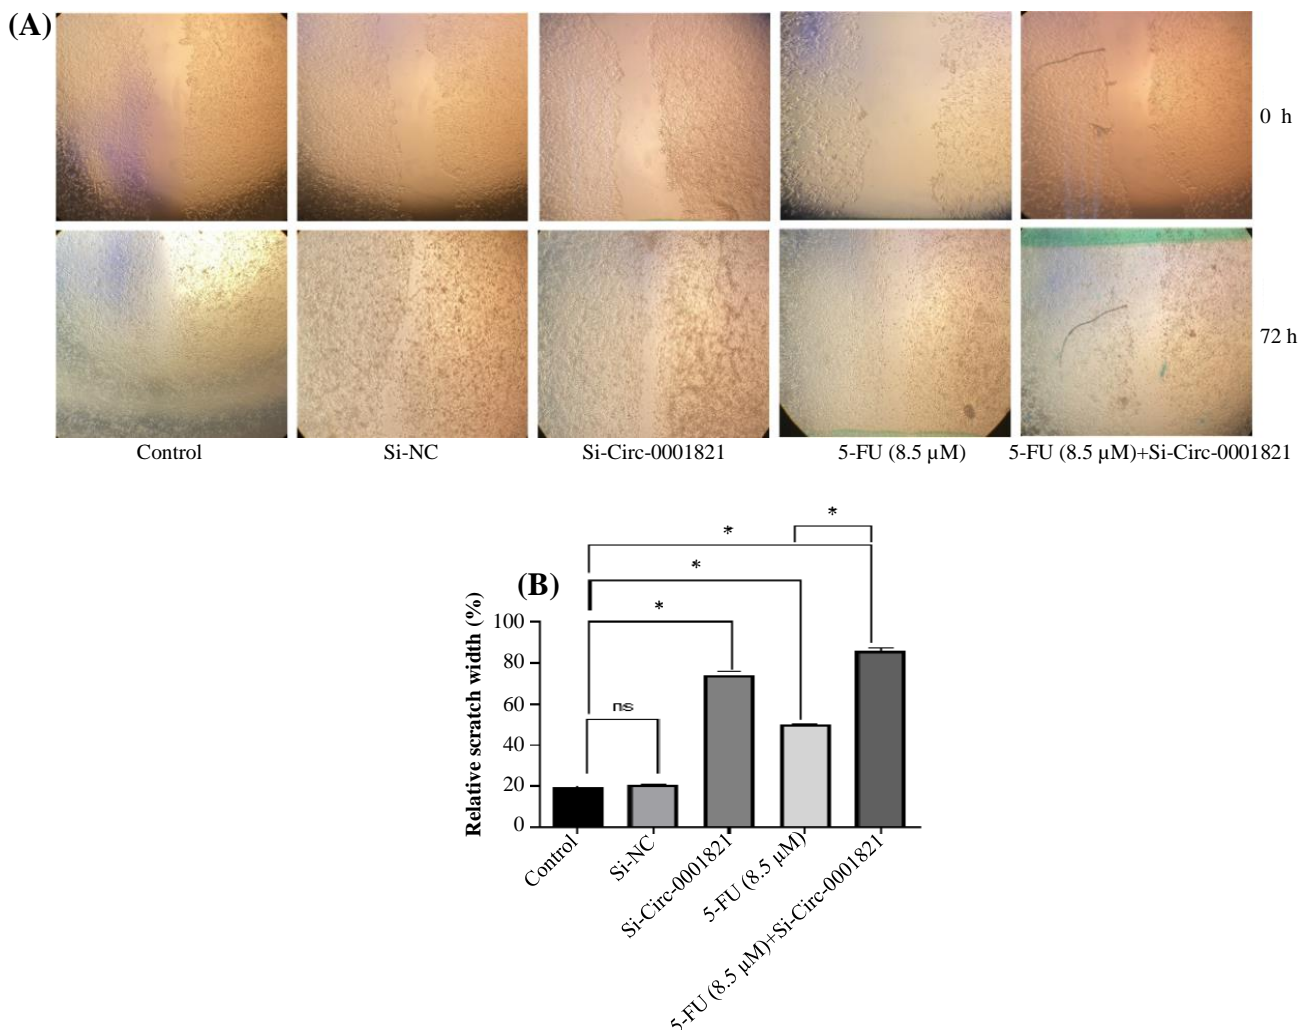 (A)
0 h
72 h
Control
Si-NC
Si-Circ-0001821
5-FU (8.5 µM)
5-FU (8.5 µM)+Si-Circ-0001821
(B)
*
*
*
*
ns
Relative scratch width (%)
100
80
60
40
20
0
Control
Si-NC
Si-Circ-0001821
5-FU (8.5 µM)
5-FU (8.5 µM)+Si-Circ-0001821